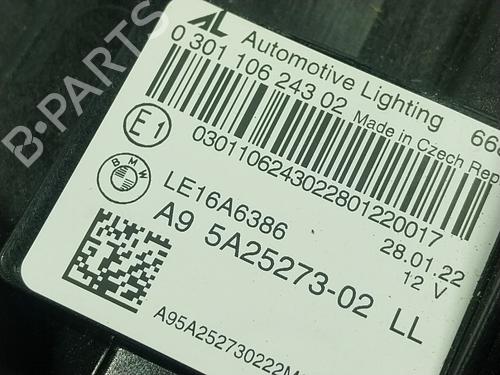 AL Automotive Lighting
0 301 106 243 02
Made in Czech Rep
E1
0301106243022801220017
BMW
LE16A6386
28.01.22
12 V
A9 5A25273-02 LL
A95A252730222M
B-PARTS